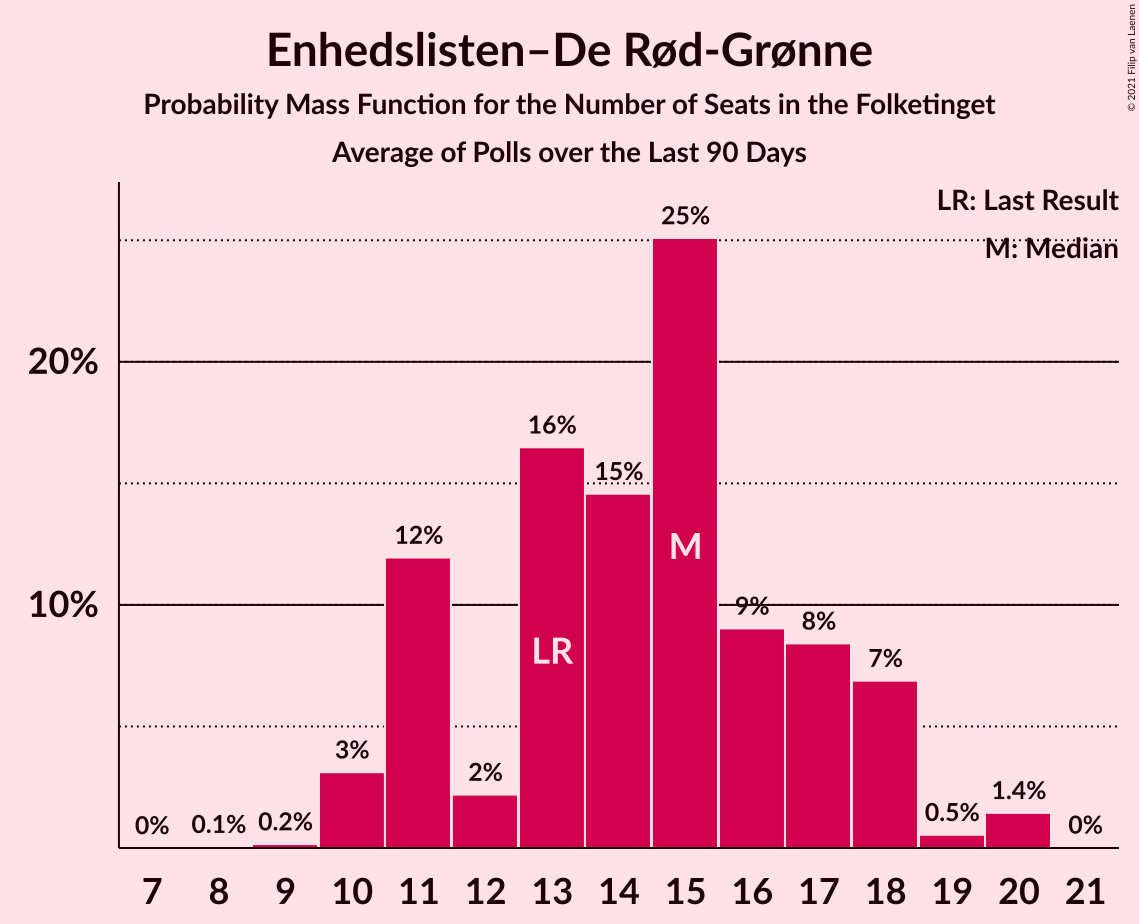 Enhedslisten–De Rød-Grønne
Probability Mass Function for the Number of Seats in the Folketinget
Average of Polls over the Last 90 Days
© 2021 Filip van Laenen
LR: Last Result
M: Median
20%
10%
0%
0.1%
0.2%
3%
12%
2%
16%
15%
25%
9%
8%
7%
0.5%
1.4%
0%
LR
M
7 8 9 10 11 12 13 14 15 16 17 18 19 20 21